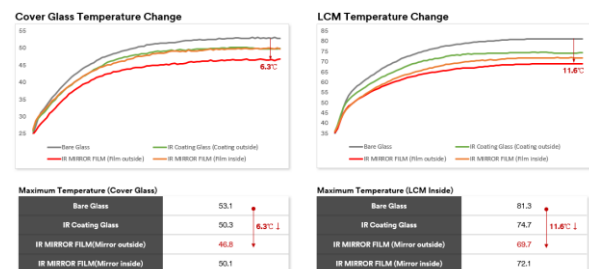 Cover Glass Temperature Change
55
50
45
40
35
30
25
6.3℃
Bare Glass
IR Coating Glass (Coating outside)
IR MIRROR FILM (Film outside)
IR MIRROR FILM (Film inside)
LCM Temperature Change
85
80
75
70
65
60
55
50
45
40
35
11.6℃
Bare Glass
IR Coating Glass (Coating outside)
IR MIRROR FILM (Film outside)
IR MIRROR FILM (Film inside)
Maximum Temperature (Cover Glass)
Bare Glass 53.1
IR Coating Glass 50.3 6.3℃ ↓
IR MIRROR FILM(Mirror outside) 46.8
IR MIRROR FILM(Mirror inside) 50.1
Maximum Temperature (LCM Inside)
Bare Glass 81.3
IR Coating Glass 74.7 11.6℃ ↓
IR MIRROR FILM (Mirror outside) 69.7
IR MIRROR FILM (Mirror inside) 72.1